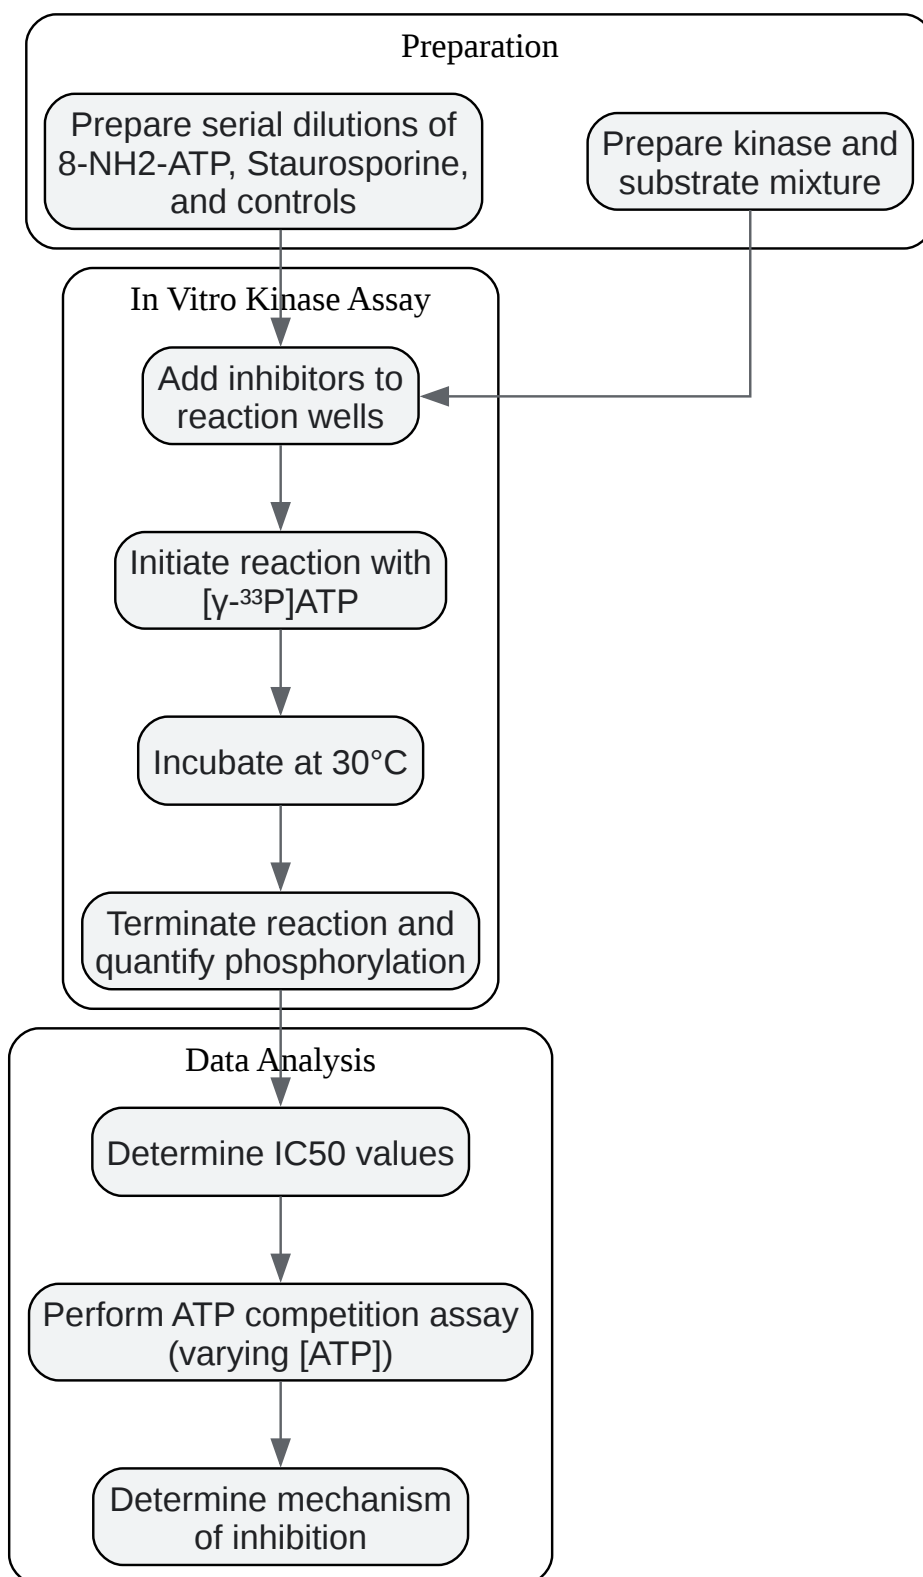 Preparation
Prepare serial dilutions of
8-NH2-ATP, Staurosporine,
and controls
Prepare kinase and
substrate mixture
In Vitro Kinase Assay
Add inhibitors to
reaction wells
Initiate reaction with
[γ-³³P]ATP
Incubate at 30°C
Terminate reaction and
quantify phosphorylation
Data Analysis
Determine IC50 values
Perform ATP competition assay
(varying [ATP])
Determine mechanism
of inhibition